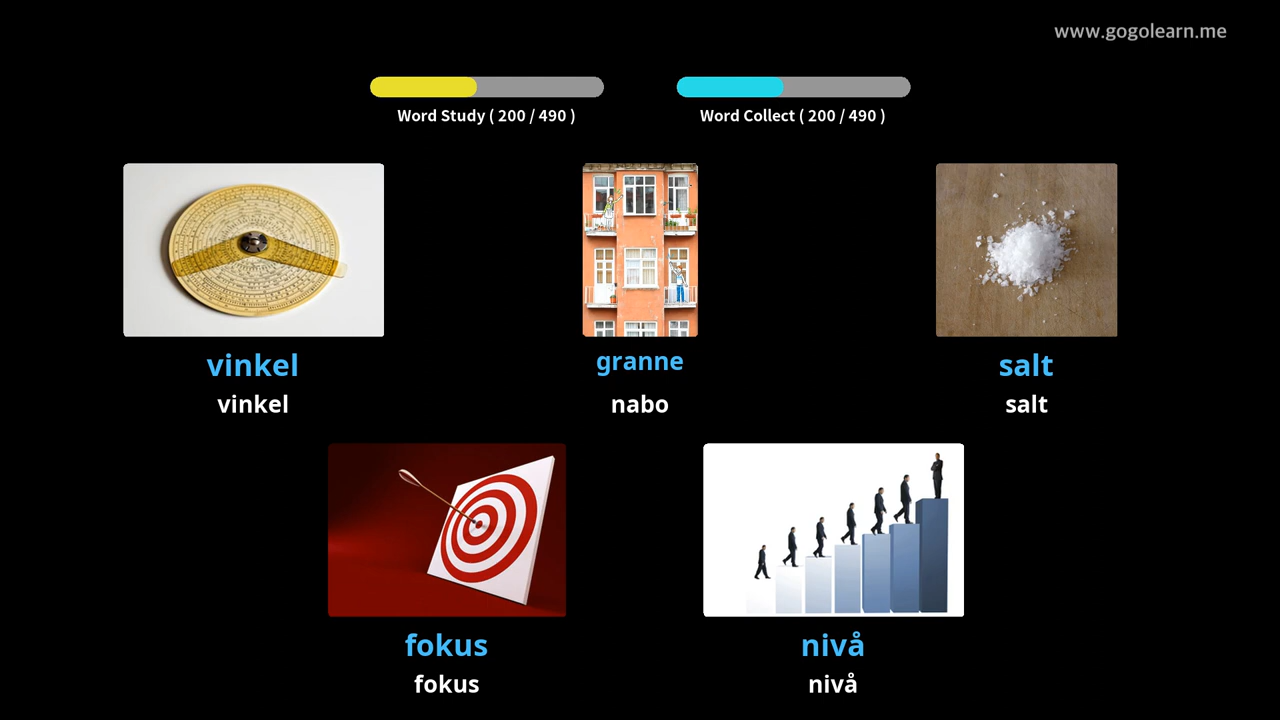 www.gogolearn.me
Word Study ( 200 / 490 )
Word Collect ( 200 / 490 )
vinkel
vinkel
granne
nabo
salt
salt
fokus
fokus
nivå
nivå